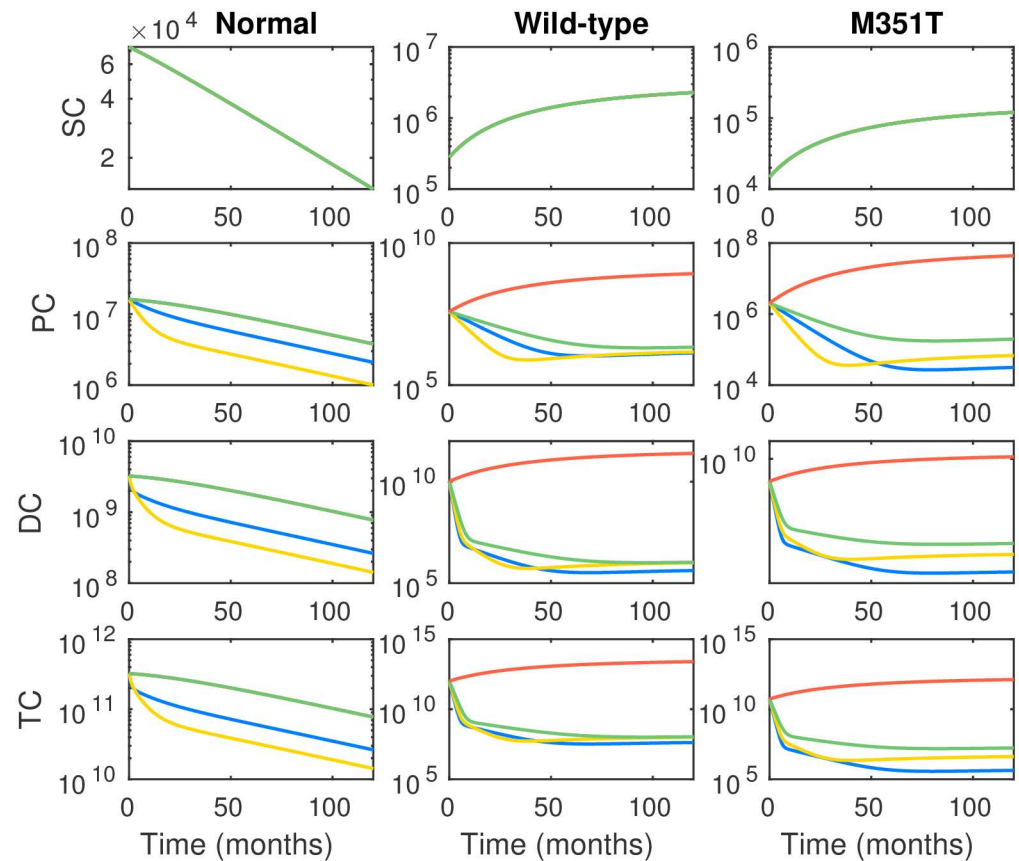 Normal Wild-type M351T
×10^4 10^7 10^6
6
4 10^6 10^5
SC
2
10^5 10^4
0 50 100 0 50 100 0 50 100
10^8 10^10 10^8
10^7 10^6
PC
10^6 10^5 10^4
0 50 100 0 50 100 0 50 100
10^10 10^10 10^10
10^9
DC
10^8 10^5
0 50 100 0 50 100 0 50 100
10^12 10^15 10^15
10^11 10^10 10^10
TC
10^10 10^5 10^5
0 50 100 0 50 100 0 50 100
Time (months) Time (months) Time (months)